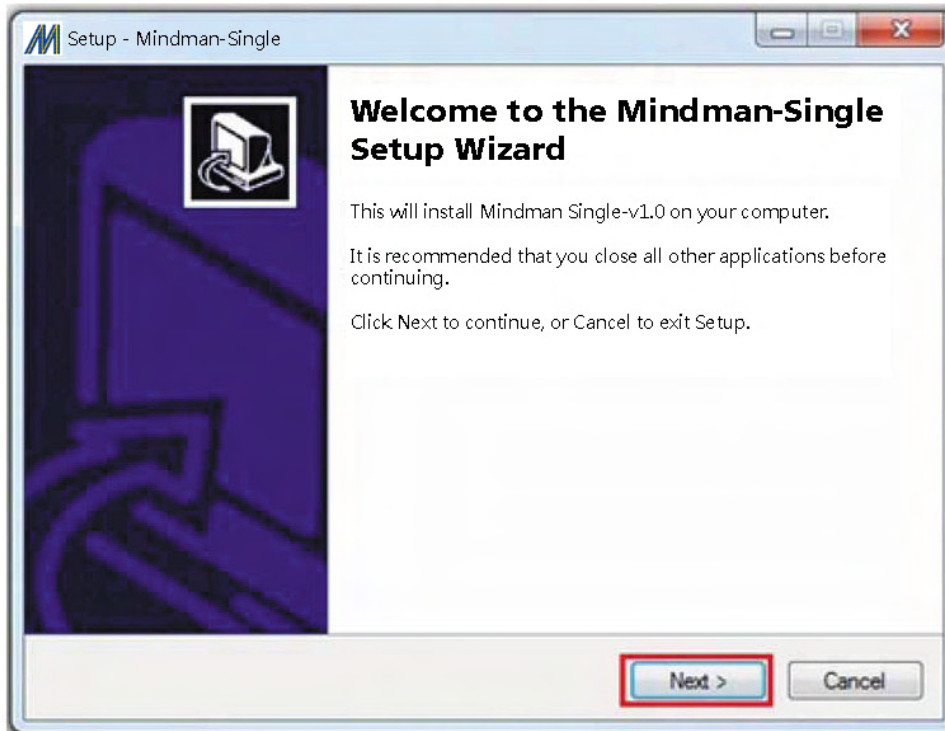 Setup - Mindman-Single
Welcome to the Mindman-Single
Setup Wizard
This will install Mindman Single-v1.0 on your computer.
It is recommended that you close all other applications before
continuing.
Click Next to continue, or Cancel to exit Setup.
Next >
Cancel